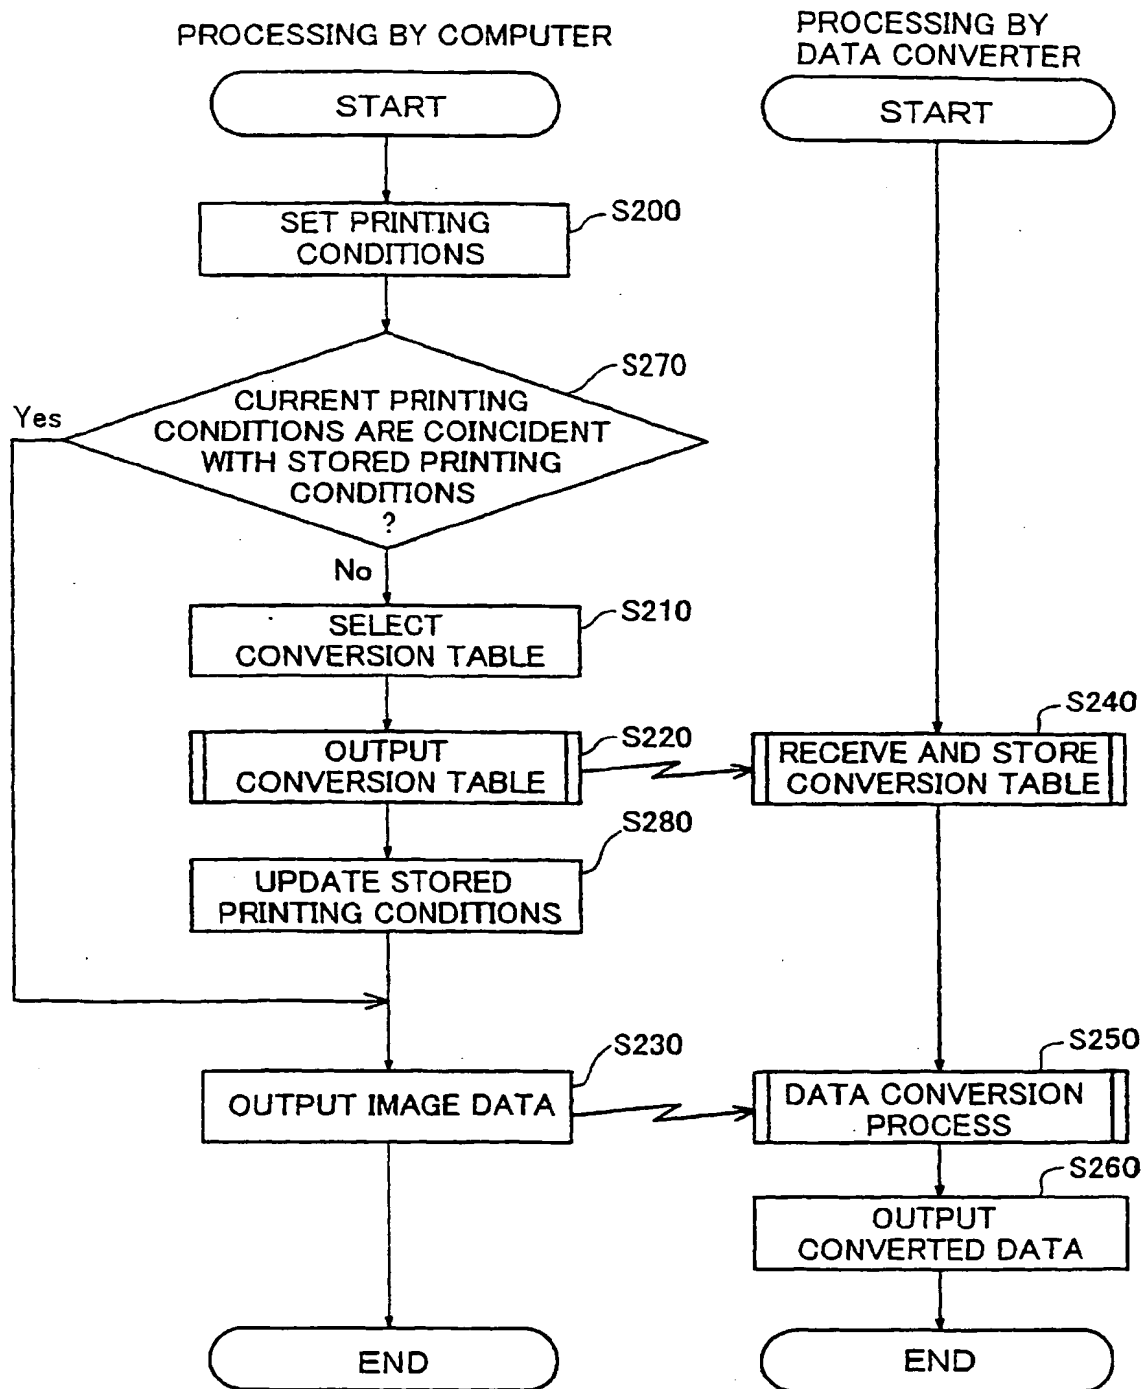 PROCESSING BY COMPUTER
START
SET PRINTING
CONDITIONS
S200
S270
CURRENT PRINTING
CONDITIONS ARE COINCIDENT
WITH STORED PRINTING
CONDITIONS
?
Yes
No
SELECT
CONVERSION TABLE
S210
OUTPUT
CONVERSION TABLE
S220
S280
UPDATE STORED
PRINTING CONDITIONS
S230
OUTPUT IMAGE DATA
END
PROCESSING BY
DATA CONVERTER
START
S240
RECEIVE AND STORE
CONVERSION TABLE
S250
DATA CONVERSION
PROCESS
S260
OUTPUT
CONVERTED DATA
END